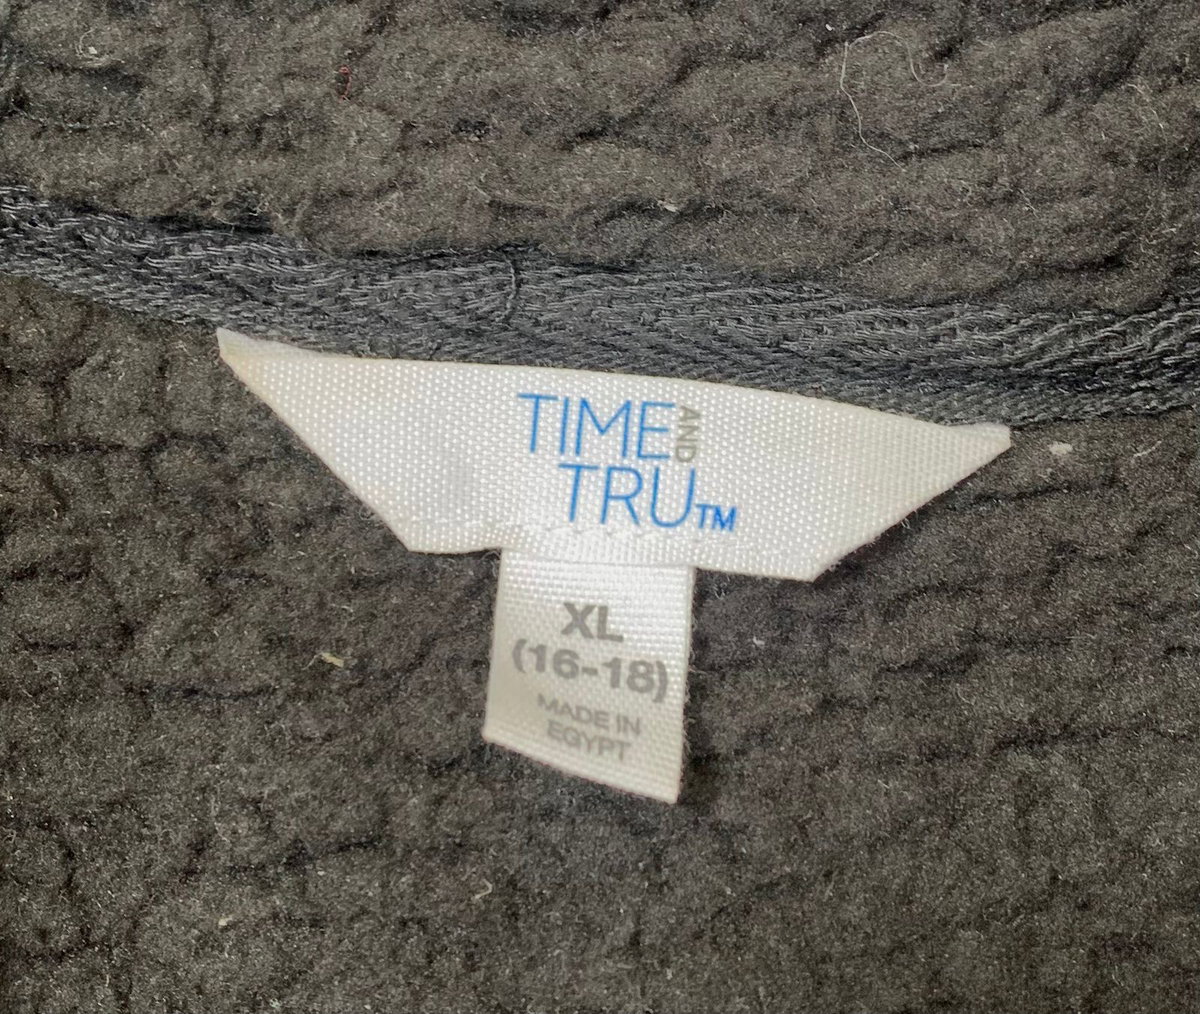 TIME AND
TRU™
XL
(16-18)
MADE IN
EGYPT